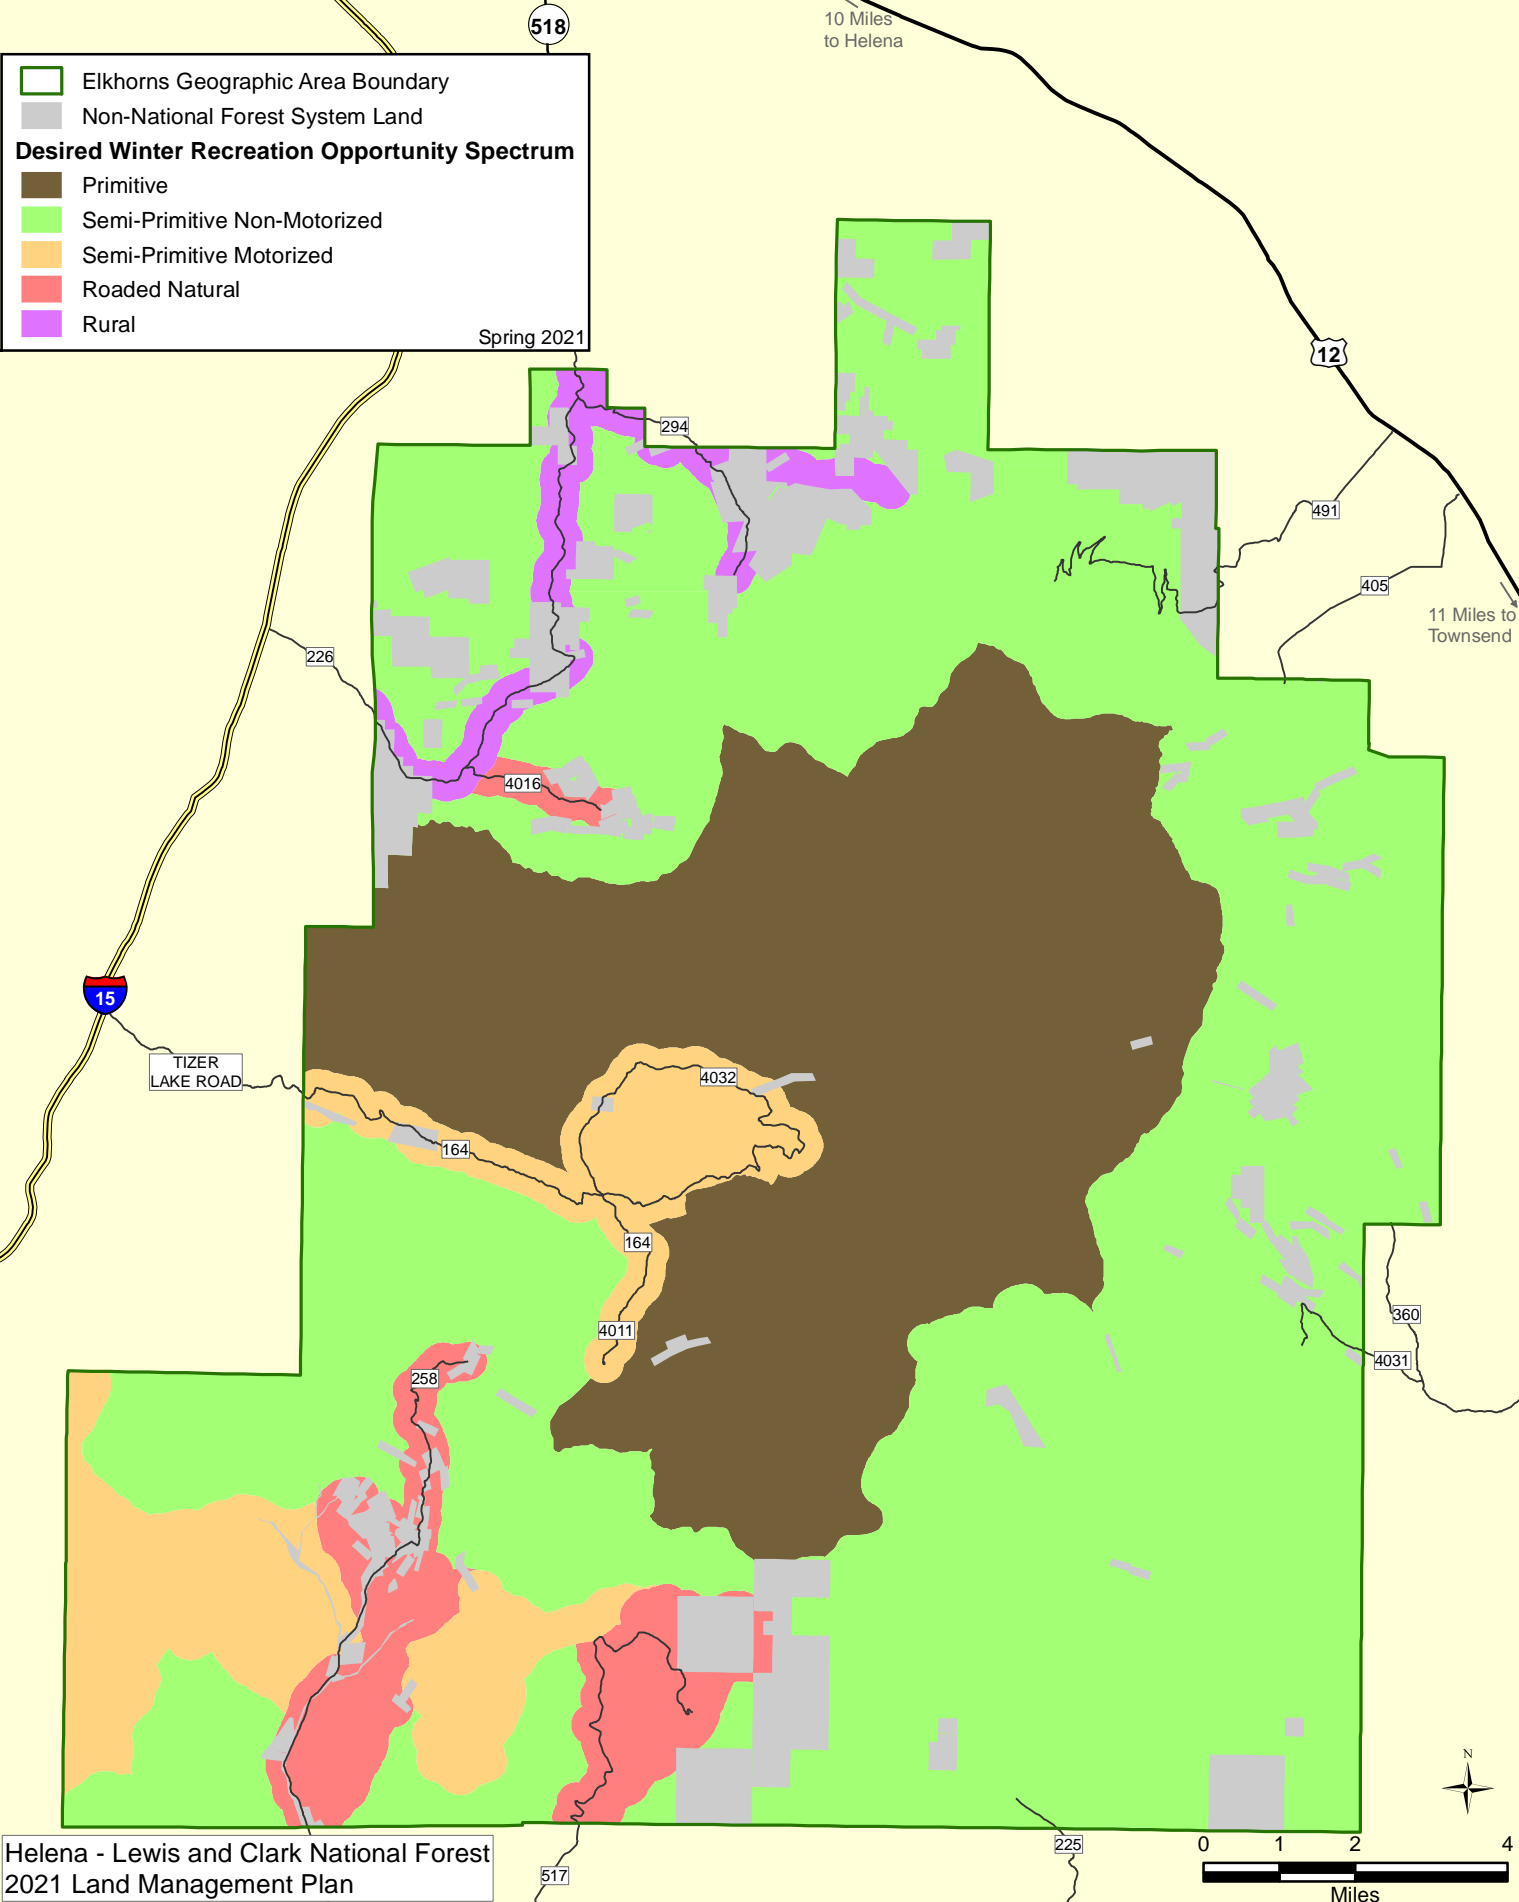 518
10 Miles
to Helena
Elkhorns Geographic Area Boundary
Non-National Forest System Land
Desired Winter Recreation Opportunity Spectrum
Primitive
Semi-Primitive Non-Motorized
Semi-Primitive Motorized
Roaded Natural
Rural
Spring 2021
12
294
491
405
11 Miles to
Townsend
226
4016
15
TIZER
LAKE ROAD
4032
164
164
4011
360
4031
258
N
Helena - Lewis and Clark National Forest
2021 Land Management Plan
517
225
0 1 2 4
Miles